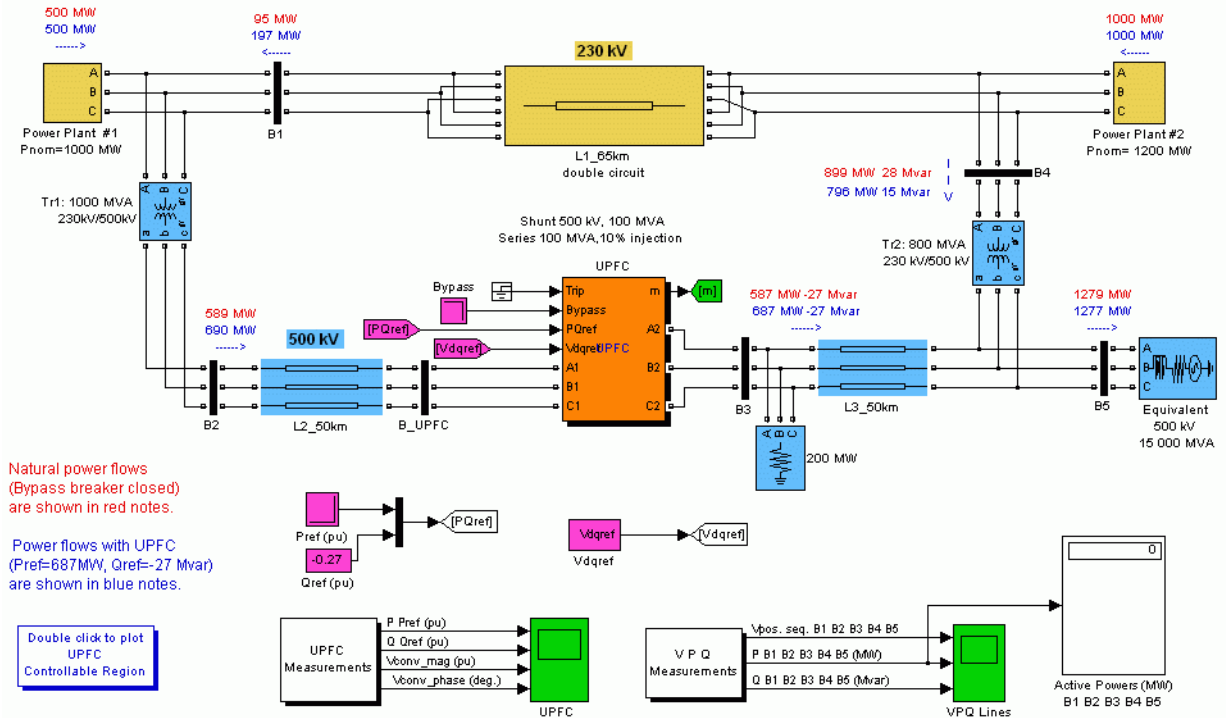 500 MW
500 MW
------>
95 MW
197 MW
<------
230 kV
1000 MW
1000 MW
<------
A
B
C
Power Plant #1
Pnom=1000 MW
B1
L1_65km
double circuit
A
B
C
Power Plant #2
Pnom= 1200 MW
899 MW 28 Mvar
796 MW 15 Mvar
B4
Tr1: 1000 MVA
230kV/500kV
A B C
a b c
Shunt 500 kV, 100 MVA
Series 100 MVA,10% injection
Tr2: 800 MVA
230 kV/500 kV
A B C
a b c
UPFC
Bypass
Trip
Bypass
PQref
Vdqref
UPFC
A1
B1
C1
m
A2
B2
C2
[m]
[PQref]
[Vdqref]
589 MW
690 MW
------>
500 kV
587 MW -27 Mvar
687 MW -27 Mvar
------>
1279 MW
1277 MW
------>
B2
L2_50km
B_UPFC
B3
L3_50km
B5
A
B
C
Equivalent
500 kV
15 000 MVA
A B C
200 MW
Natural power flows
(Bypass breaker closed)
are shown in red notes.
Power flows with UPFC
(Pref=687MW, Qref=-27 Mvar)
are shown in blue notes.
Pref (pu)
-0.27
Qref (pu)
[PQref]
Vdqref
Vdqref
[Vdqref]
0
Active Powers (MW)
B1 B2 B3 B4 B5
Double click to plot
UPFC
Controllable Region
UPFC
Measurements
P Pref (pu)
Q Qref (pu)
Vconv_mag (pu)
Vconv_phase (deg.)
UPFC
V P Q
Measurements
Vpos. seq. B1 B2 B3 B4 B5
P B1 B2 B3 B4 B5 (MW)
Q B1 B2 B3 B4 B5 (Mvar)
VPQ Lines